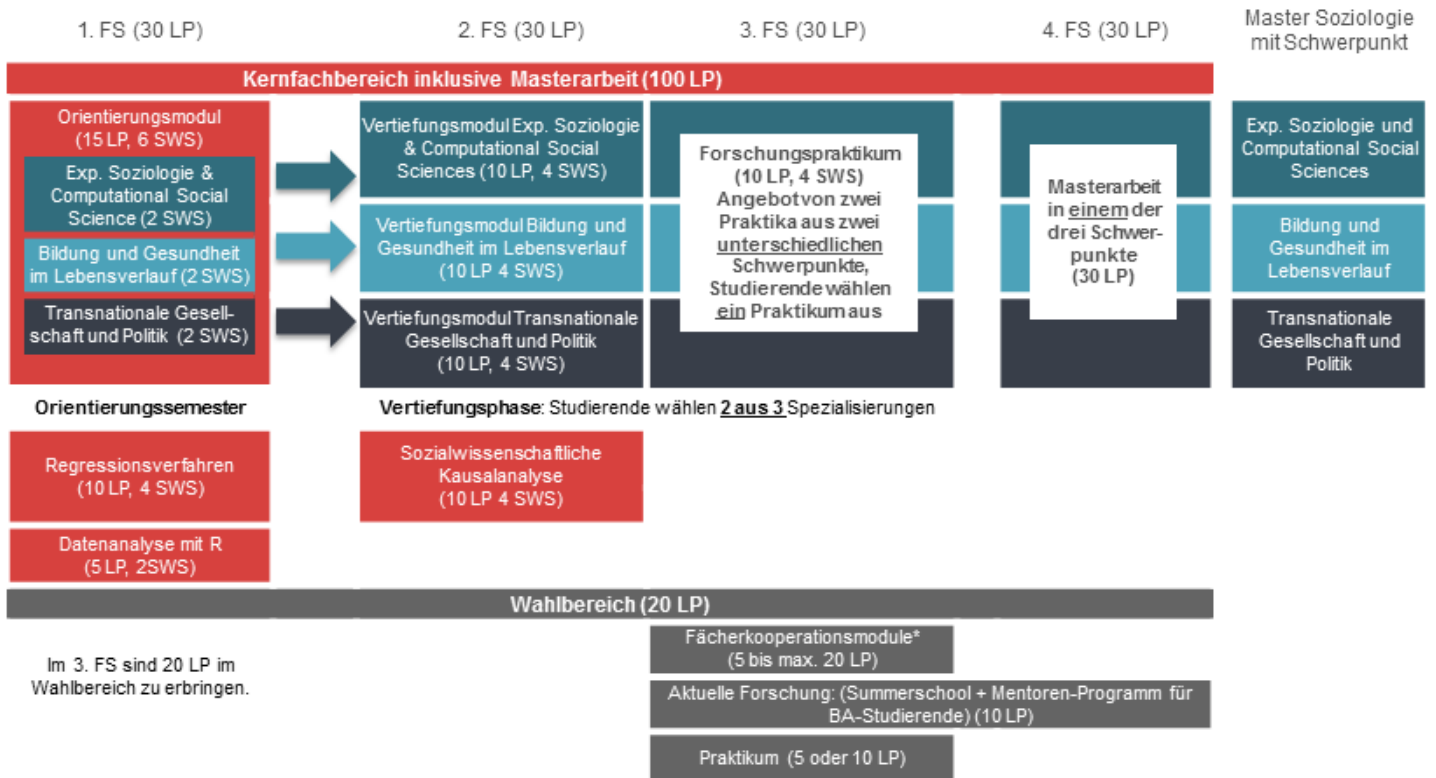 1. FS (30 LP)
2. FS (30 LP)
3. FS (30 LP)
4. FS (30 LP)
Master Soziologie
mit Schwerpunkt
Kernfachbereich inklusive Masterarbeit (100 LP)
Orientierungsmodul
(15 LP, 6 SWS)
Exp. Soziologie &
Computational Social
Science (2 SWS)
Bildung und Gesundheit
im Lebensverlauf (2 SWS)
Transnationale Gesell-
schaft und Politik (2 SWS)
Vertiefungsmodul Exp. Soziologie
& Computational Social
Sciences (10 LP, 4 SWS)
Vertiefungsmodul Bildung und
Gesundheit im Lebensverlauf
(10 LP 4 SWS)
Vertiefungsmodul Transnationale
Gesellschaft und Politik
(10 LP, 4 SWS)
Forschungspraktikum
(10 LP, 4 SWS)
Angebot von zwei
Praktika aus zwei
unterschiedlichen
Schwerpunkte,
Studierende wählen
ein Praktikum aus
Masterarbeit
in einem der
drei Schwer-
punkte
(30 LP)
Exp. Soziologie und
Computational Social
Sciences
Bildung und
Gesundheit im
Lebensverlauf
Transnationale
Gesellschaft und
Politik
Orientierungssemester
Vertiefungsphase: Studierende wählen 2 aus 3 Spezialisierungen
Regressionsverfahren
(10 LP, 4 SWS)
Sozialwissenschaftliche
Kausalanalyse
(10 LP 4 SWS)
Datenanalyse mit R
(5 LP, 2SWS)
Wahlbereich (20 LP)
Im 3. FS sind 20 LP im
Wahlbereich zu erbringen.
Fächerkooperationsmodule*
(5 bis max. 20 LP)
Aktuelle Forschung: (Summerschool + Mentoren-Programm für
BA-Studierende) (10 LP)
Praktikum (5 oder 10 LP)